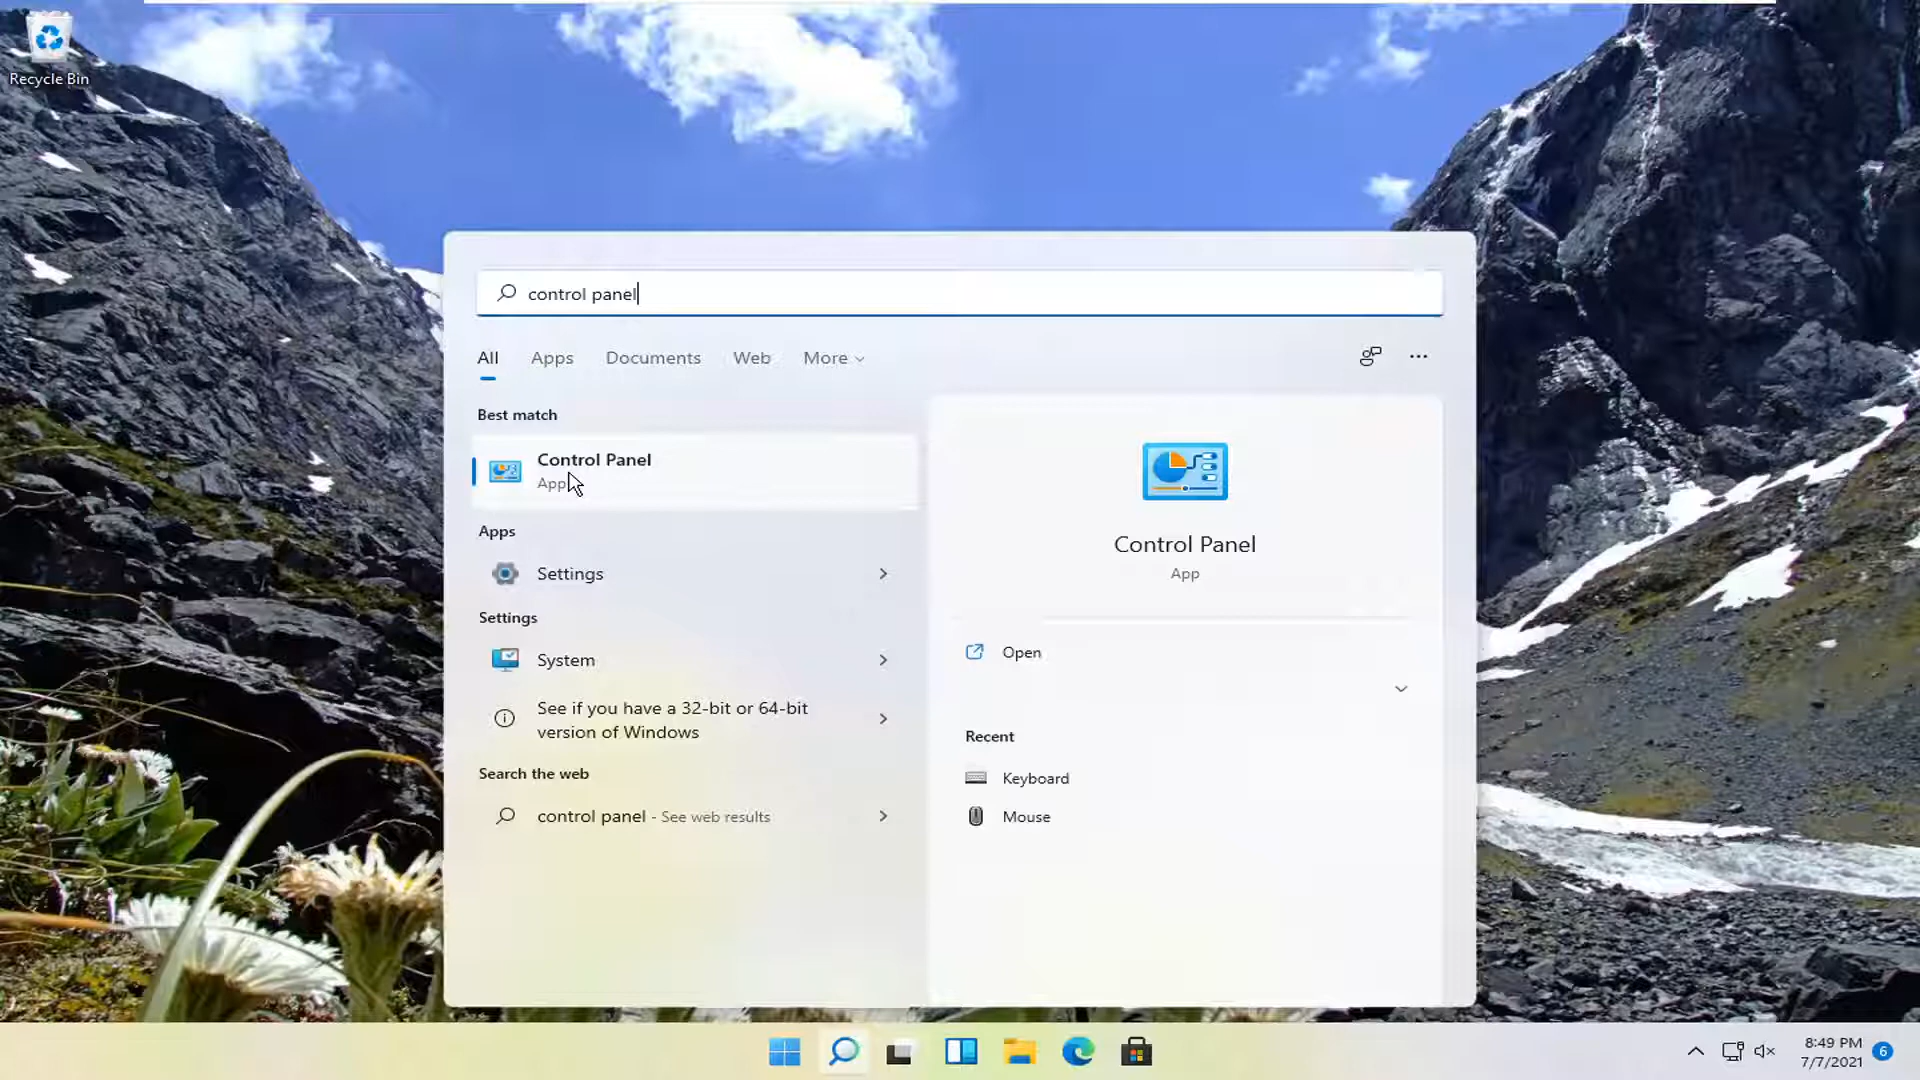 Recycle Bin
control panel
All Apps Documents Web More
Best match
Control Panel
App
Apps
Settings
Settings
System
See if you have a 32-bit or 64-bit
version of Windows
Search the web
control panel - See web results
Control Panel
App
Open
Recent
Keyboard
Mouse
8:49 PM
7/7/2021
6